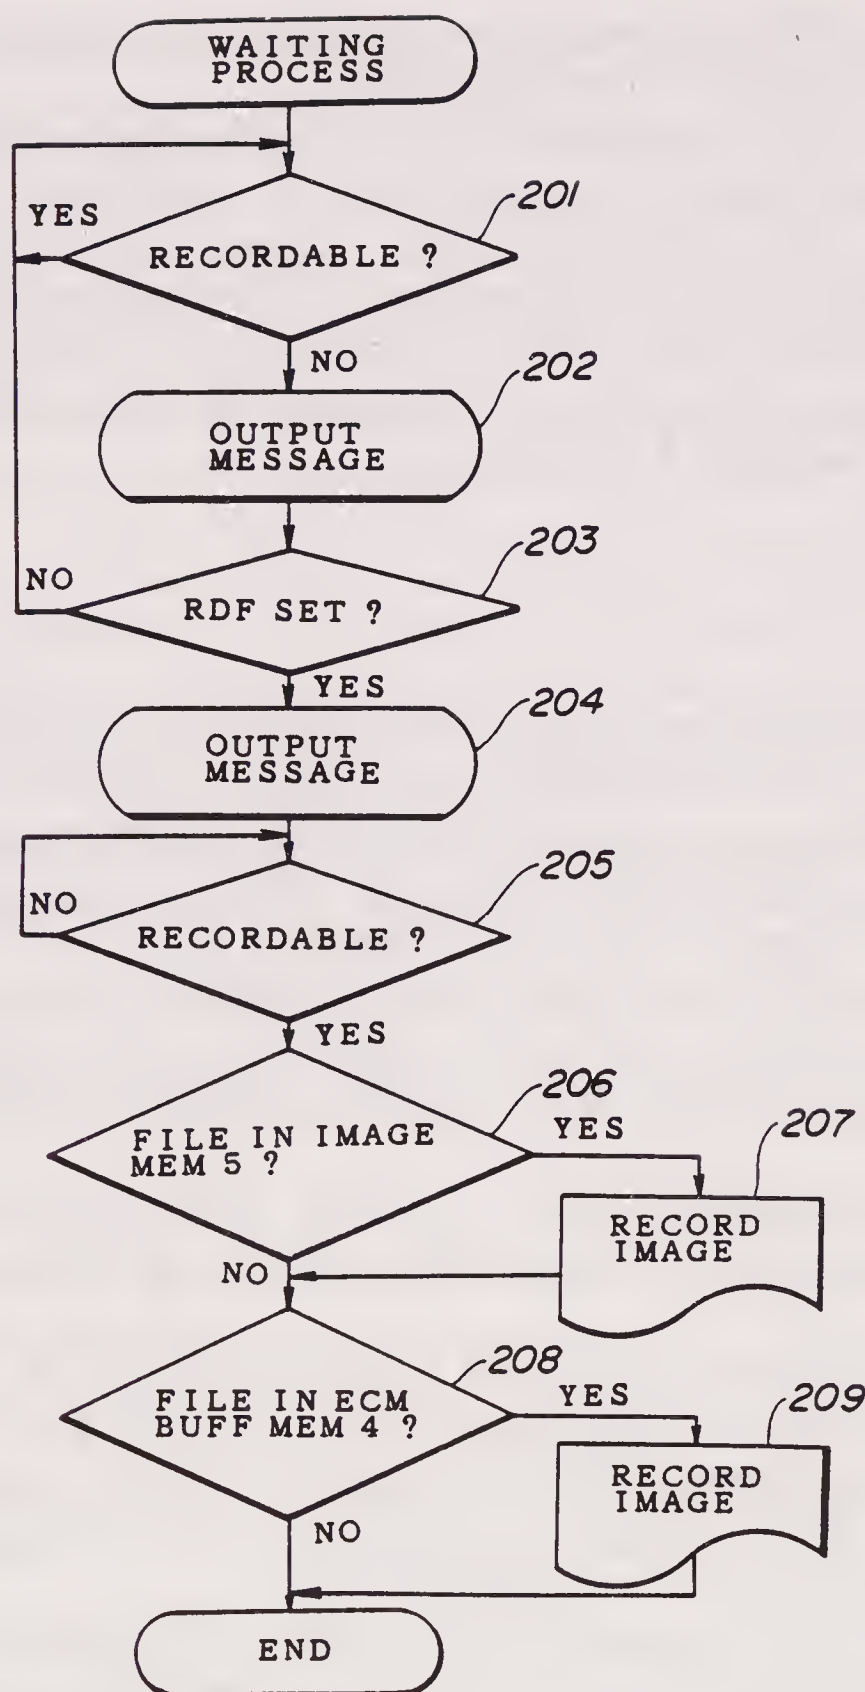 WAITING
PROCESS
201
YES
RECORDABLE ?
NO
202
OUTPUT
MESSAGE
203
NO
RDF SET ?
YES
204
OUTPUT
MESSAGE
205
NO
RECORDABLE ?
YES
206
YES
FILE IN IMAGE
MEM 5 ?
207
RECORD
IMAGE
NO
208
YES
FILE IN ECM
BUFF MEM 4 ?
209
RECORD
IMAGE
NO
END